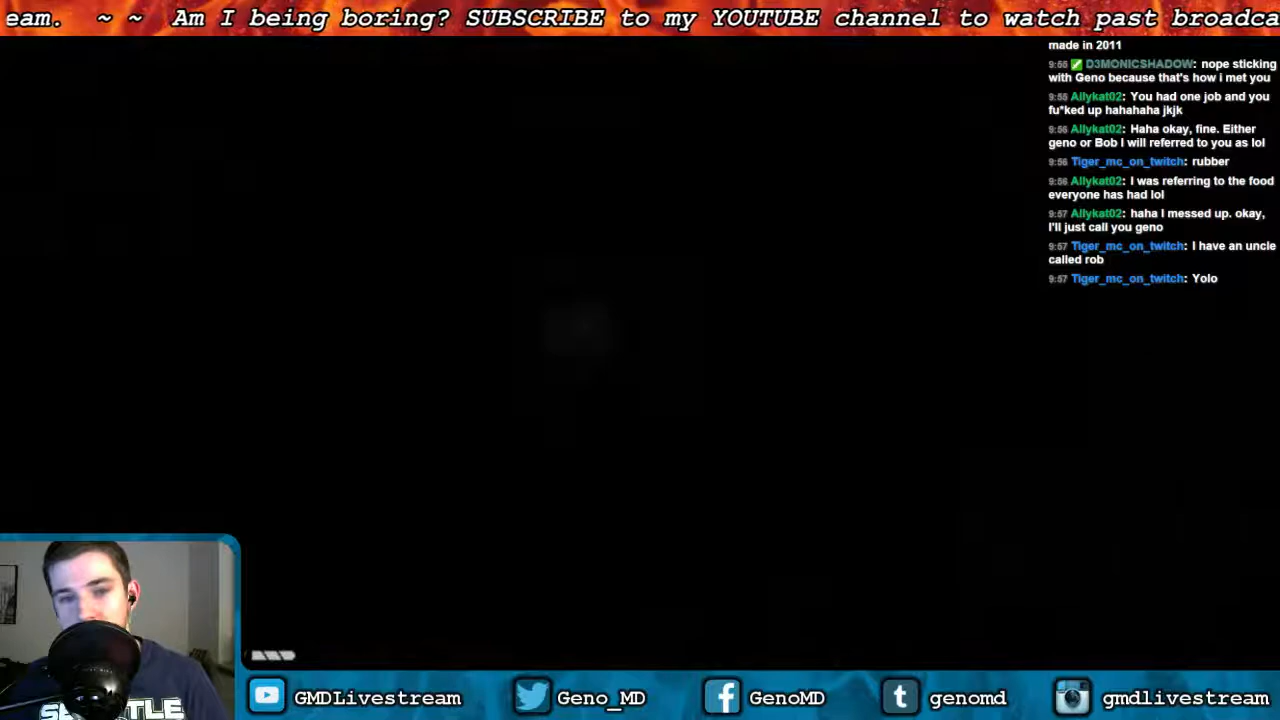 eam. ~ ~ Am I being boring? SUBSCRIBE to my YOUTUBE channel to watch past broadca
made in 2011
9:55 D3MONICSHADOW: nope sticking
with Geno because that's how i met you
9:55 Allykat02: You had one job and you
fu*ked up hahahaha jkjk
9:56 Allykat02: Haha okay, fine. Either
geno or Bob I will referred to you as lol
9:56 Tiger_mc_on_twitch: rubber
9:56 Allykat02: I was referring to the food
everyone has had lol
9:57 Allykat02: haha I messed up. okay,
I'll just call you geno
9:57 Tiger_mc_on_twitch: I have an uncle
called rob
9:57 Tiger_mc_on_twitch: Yolo
GMDLivestream Geno_MD GenoMD genomd gmdlivestream